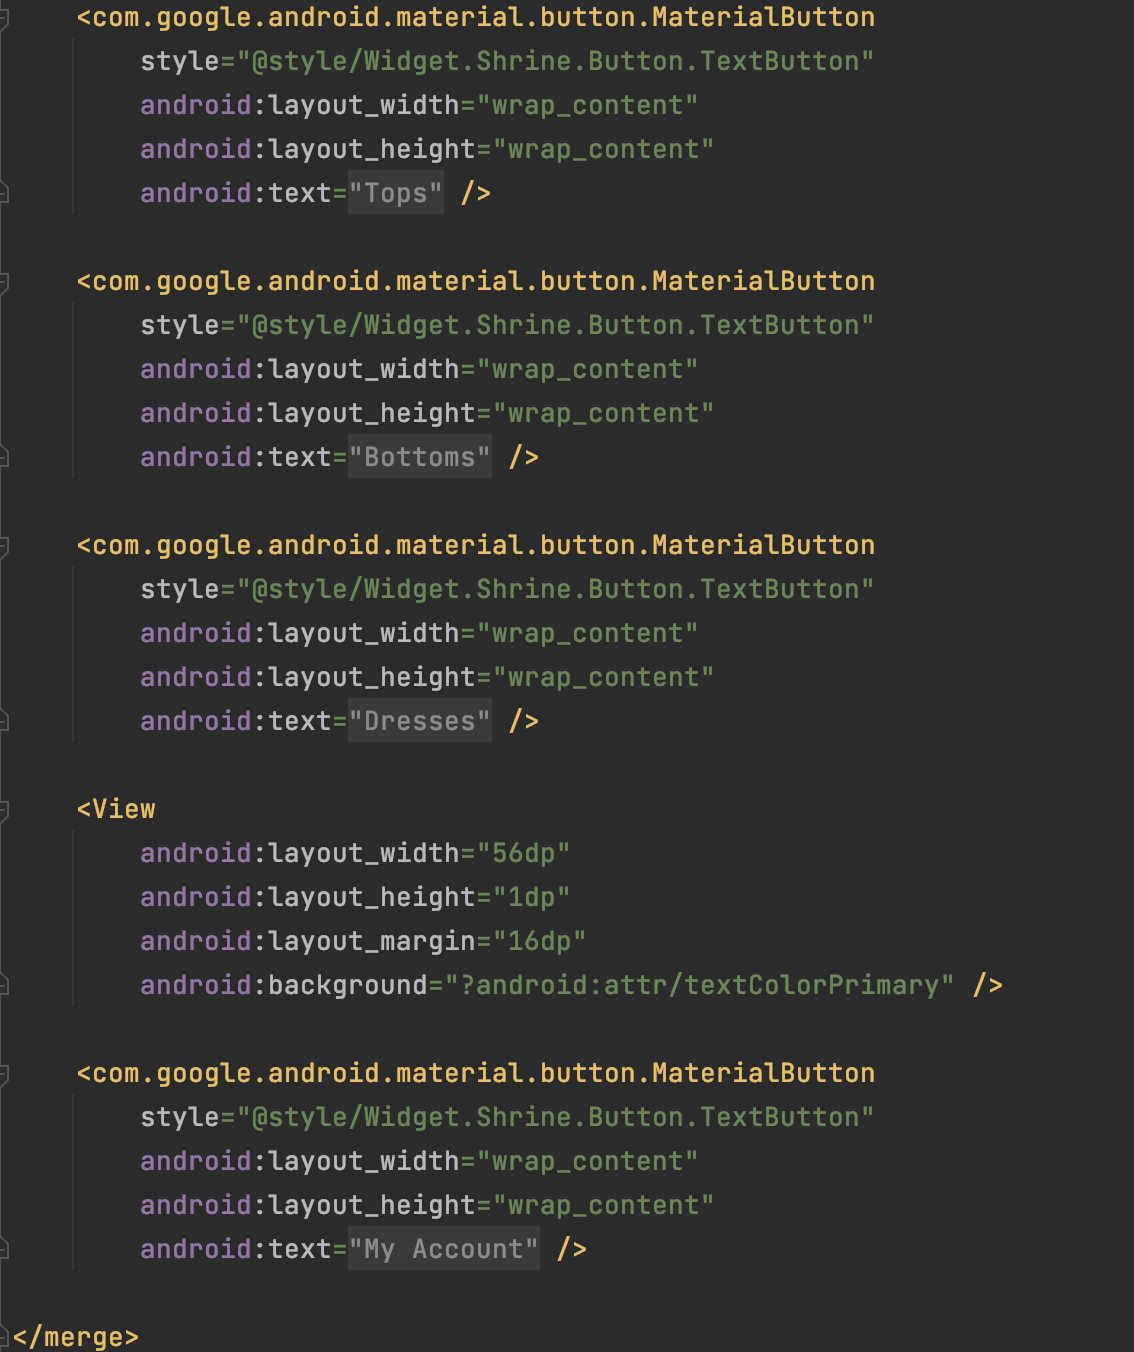 <com.google.android.material.button.MaterialButton
style="@style/Widget.Shrine.Button.TextButton"
android:layout_width="wrap_content"
android:layout_height="wrap_content"
android:text="Tops" />
<com.google.android.material.button.MaterialButton
style="@style/Widget.Shrine.Button.TextButton"
android:layout_width="wrap_content"
android:layout_height="wrap_content"
android:text="Bottoms" />
<com.google.android.material.button.MaterialButton
style="@style/Widget.Shrine.Button.TextButton"
android:layout_width="wrap_content"
android:layout_height="wrap_content"
android:text="Dresses" />
<View
android:layout_width="56dp"
android:layout_height="1dp"
android:layout_margin="16dp"
android:background="?android:attr/textColorPrimary" />
<com.google.android.material.button.MaterialButton
style="@style/Widget.Shrine.Button.TextButton"
android:layout_width="wrap_content"
android:layout_height="wrap_content"
android:text="My Account" />
</merge>